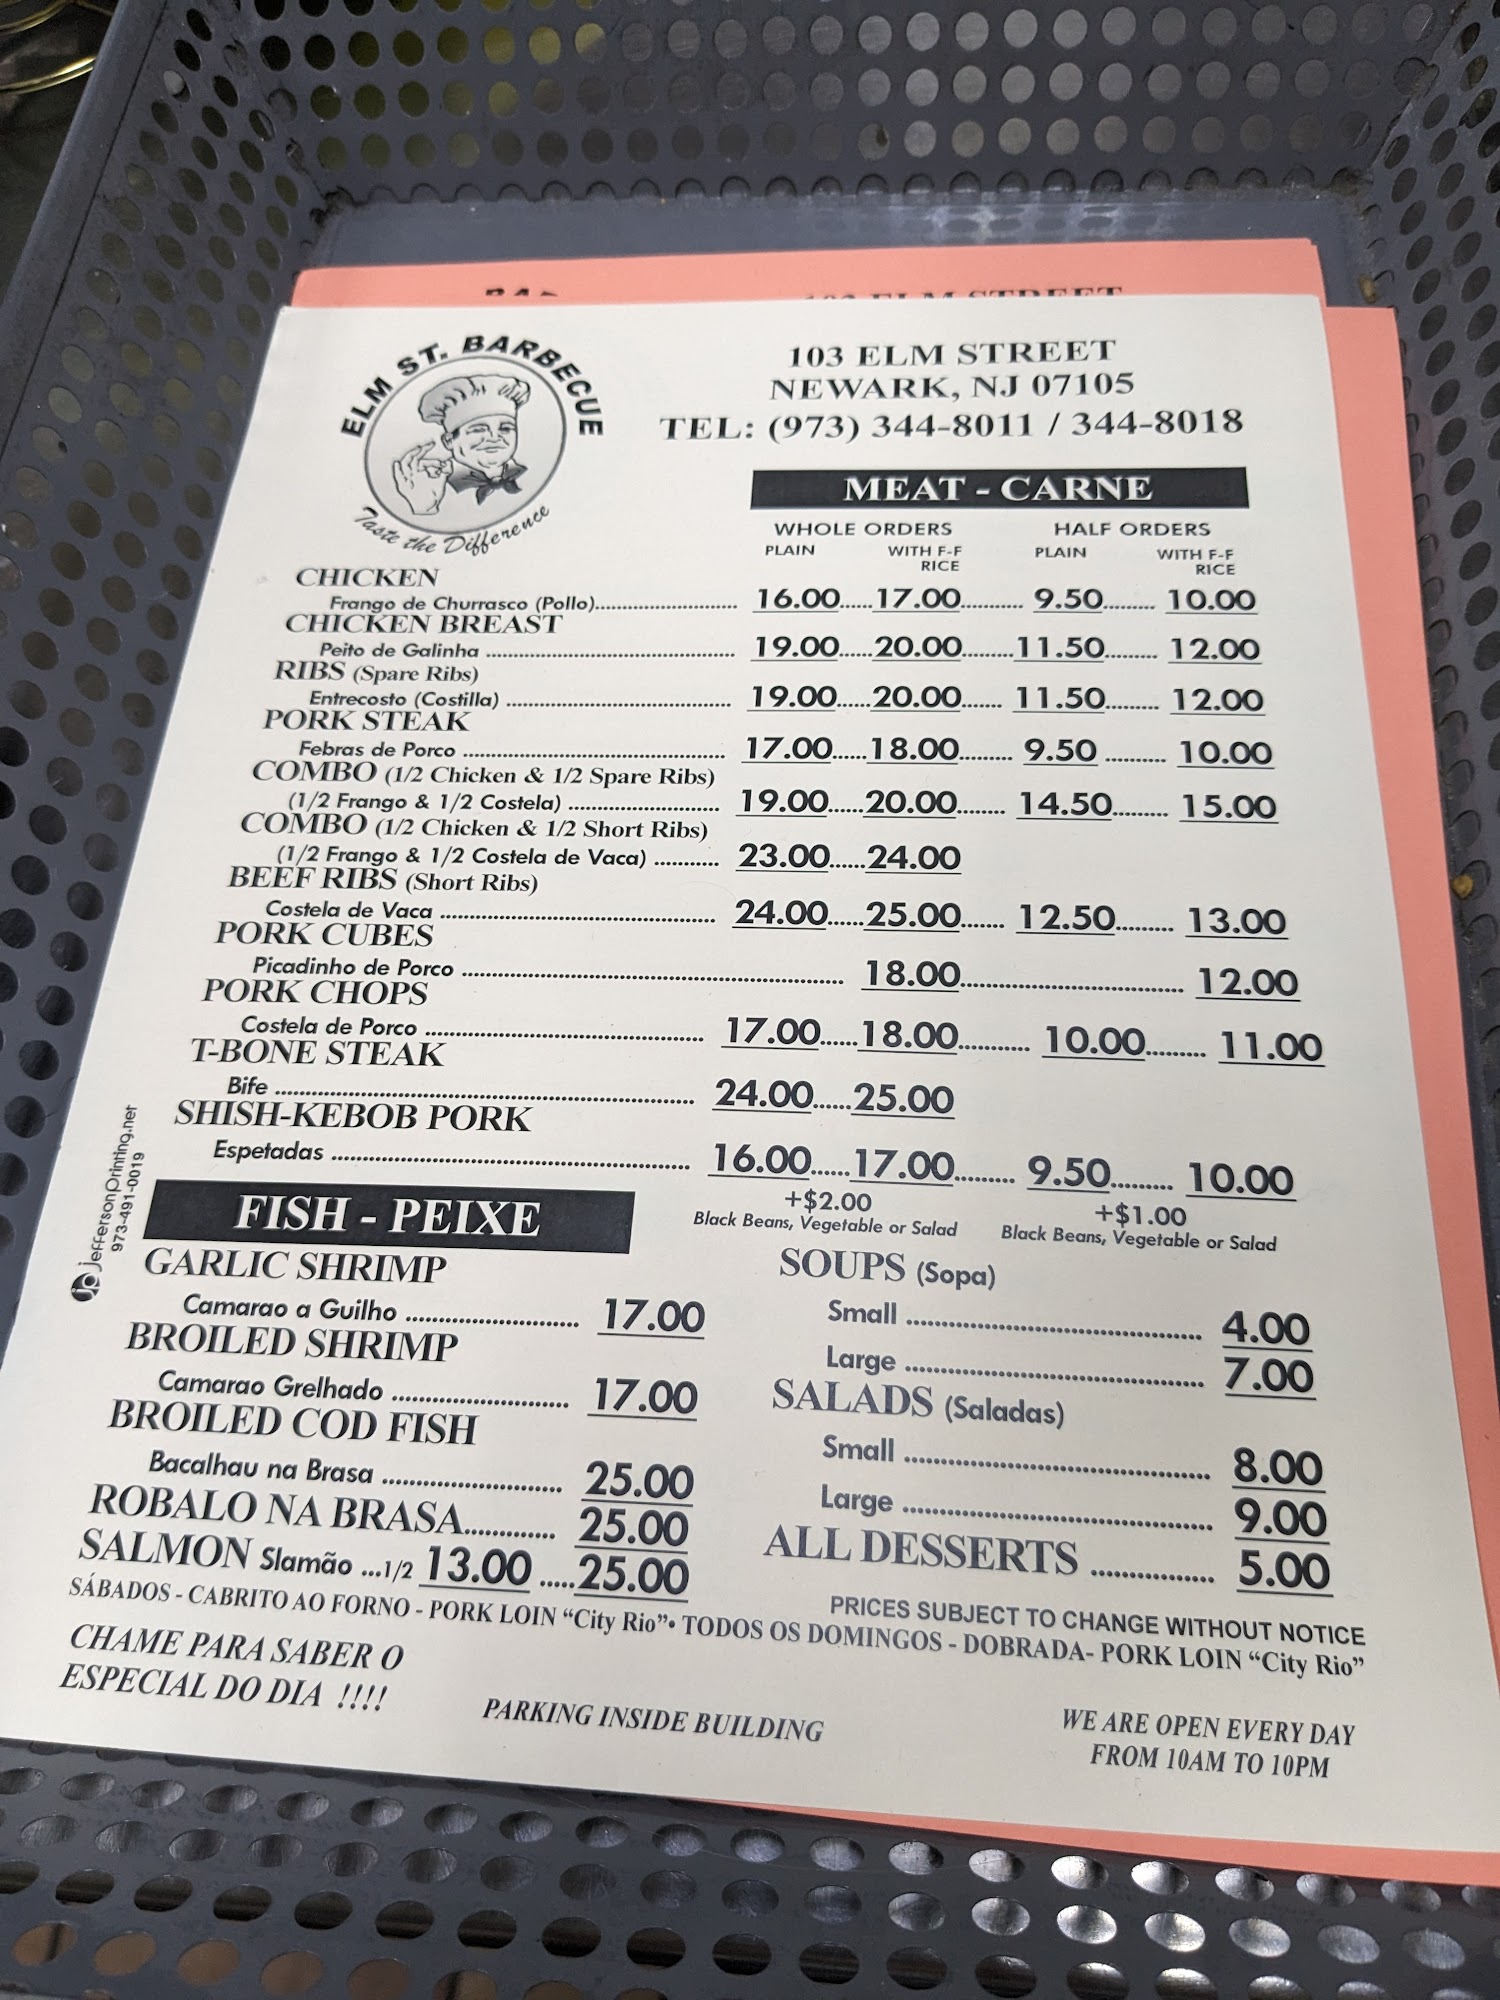 103 ELM STREET
ELM ST. BARBECUE
Taste the Difference
103 ELM STREET
NEWARK, NJ 07105
TEL: (973) 344-8011 / 344-8018
MEAT - CARNE
WHOLE ORDERS HALF ORDERS
PLAIN WITH F-F RICE PLAIN WITH F-F RICE
CHICKEN
Frango de Churrasco (Pollo) 16.00 17.00 9.50 10.00
CHICKEN BREAST
Peito de Galinha 19.00 20.00 11.50 12.00
RIBS (Spare Ribs)
Entrecosto (Costilla) 19.00 20.00 11.50 12.00
PORK STEAK
Febras de Porco 17.00 18.00 9.50 10.00
COMBO (1/2 Chicken & 1/2 Spare Ribs)
(1/2 Frango & 1/2 Costela) 19.00 20.00 14.50 15.00
COMBO (1/2 Chicken & 1/2 Short Ribs)
(1/2 Frango & 1/2 Costela de Vaca) 23.00 24.00
BEEF RIBS (Short Ribs)
Costela de Vaca 24.00 25.00 12.50 13.00
PORK CUBES
Picadinho de Porco 18.00 12.00
PORK CHOPS
Costela de Porco 17.00 18.00 10.00 11.00
T-BONE STEAK
Bife 24.00 25.00
SHISH-KEBOB PORK
Espetadas 16.00 17.00 9.50 10.00
+$2.00 +$1.00
Black Beans, Vegetable or Salad Black Beans, Vegetable or Salad
FISH - PEIXE
GARLIC SHRIMP
Camarao a Guilho 17.00
BROILED SHRIMP
Camarao Grelhado 17.00
BROILED COD FISH
Bacalhau na Brasa 25.00
ROBALO NA BRASA 25.00
SALMON Slamão ...1/2 13.00 25.00
SOUPS (Sopa)
Small 4.00
Large 7.00
SALADS (Saladas)
Small 8.00
Large 9.00
ALL DESSERTS 5.00
PRICES SUBJECT TO CHANGE WITHOUT NOTICE
SÁBADOS - CABRITO AO FORNO - PORK LOIN "City Rio"• TODOS OS DOMINGOS - DOBRADA- PORK LOIN "City Rio"
CHAME PARA SABER O
ESPECIAL DO DIA !!!!
PARKING INSIDE BUILDING
WE ARE OPEN EVERY DAY
FROM 10AM TO 10PM
jp jeffersonprinting.net
973-491-0019